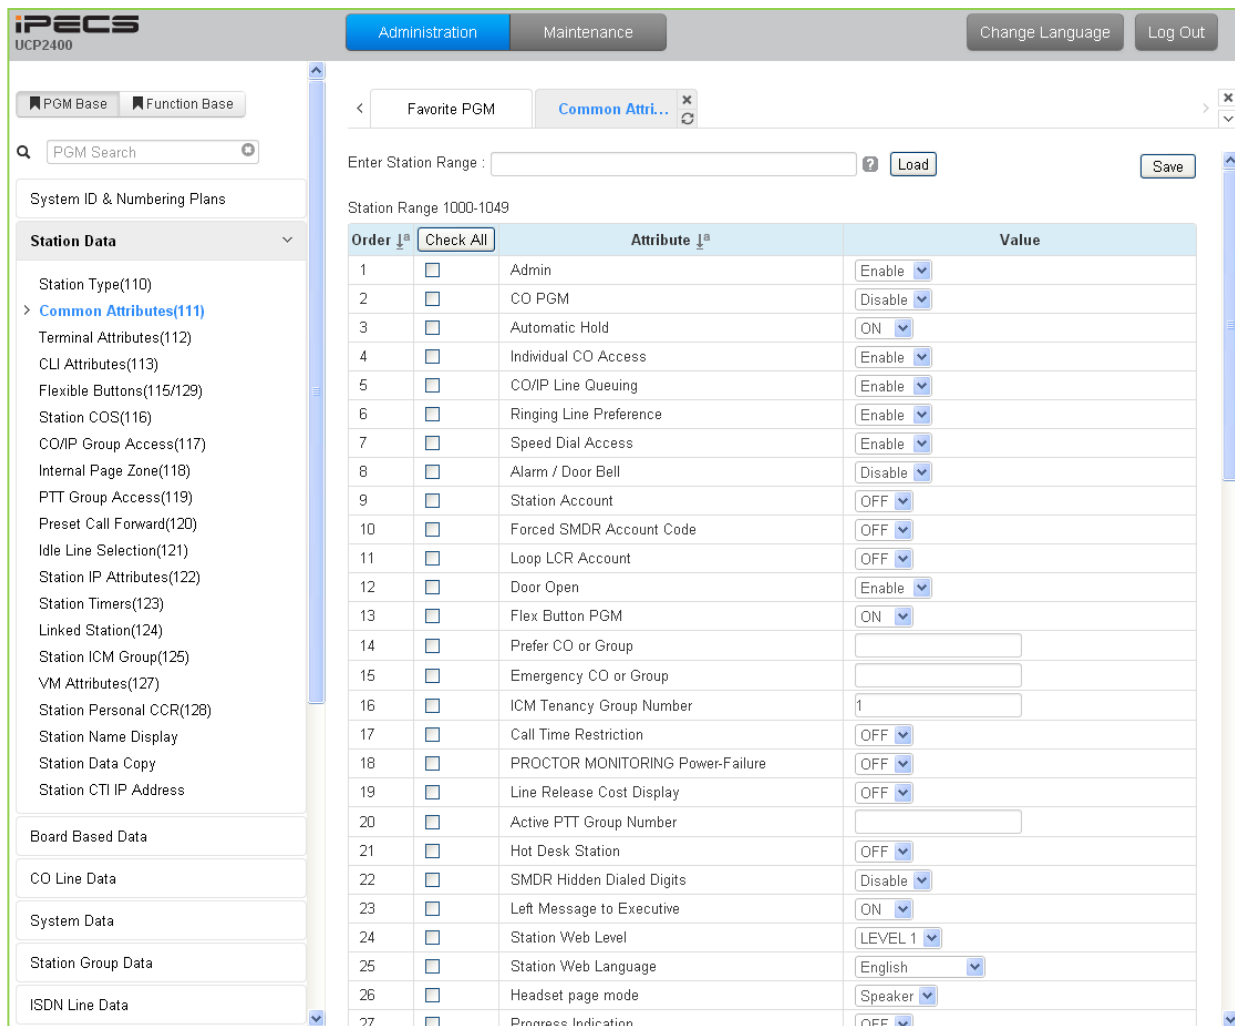 iPECS
UCP2400
Administration
Maintenance
Change Language
Log Out
PGM Base
Function Base
PGM Search
System ID & Numbering Plans
Station Data
Station Type(110)
Common Attributes(111)
Terminal Attributes(112)
CLI Attributes(113)
Flexible Buttons(115/129)
Station COS(116)
CO/IP Group Access(117)
Internal Page Zone(118)
PTT Group Access(119)
Preset Call Forward(120)
Idle Line Selection(121)
Station IP Attributes(122)
Station Timers(123)
Linked Station(124)
Station ICM Group(125)
VM Attributes(127)
Station Personal CCR(128)
Station Name Display
Station Data Copy
Station CTI IP Address
Board Based Data
CO Line Data
System Data
Station Group Data
ISDN Line Data
Favorite PGM
Common Attri...
Enter Station Range :
Load
Save
Station Range 1000-1049
Order Check All Attribute Value
1 Admin Enable
2 CO PGM Disable
3 Automatic Hold ON
4 Individual CO Access Enable
5 CO/IP Line Queuing Enable
6 Ringing Line Preference Enable
7 Speed Dial Access Enable
8 Alarm / Door Bell Disable
9 Station Account OFF
10 Forced SMDR Account Code OFF
11 Loop LCR Account OFF
12 Door Open Enable
13 Flex Button PGM ON
14 Prefer CO or Group
15 Emergency CO or Group
16 ICM Tenancy Group Number 1
17 Call Time Restriction OFF
18 PROCTOR MONITORING Power-Failure OFF
19 Line Release Cost Display OFF
20 Active PTT Group Number
21 Hot Desk Station OFF
22 SMDR Hidden Dialed Digits Disable
23 Left Message to Executive ON
24 Station Web Level LEVEL 1
25 Station Web Language English
26 Headset page mode Speaker
27 Progress Indication OFF